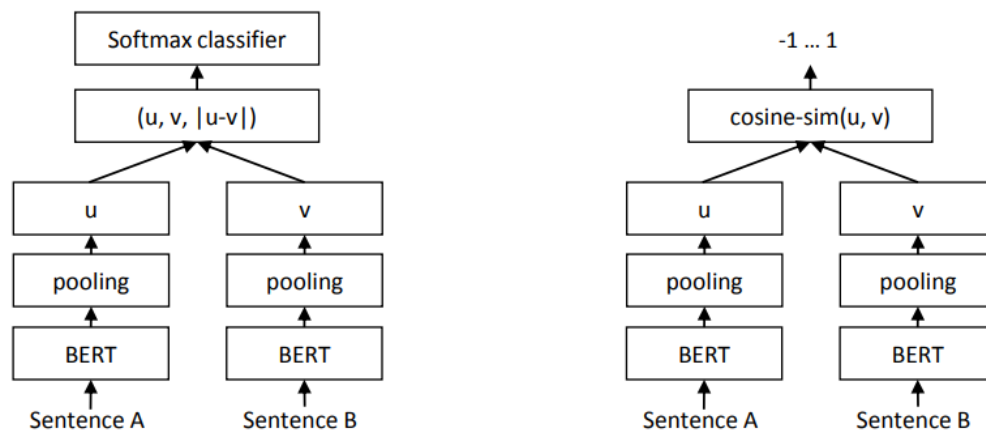 Softmax classifier
(u, v, |u-v|)
u
v
pooling
pooling
BERT
BERT
Sentence A
Sentence B
-1 ... 1
cosine-sim(u, v)
u
v
pooling
pooling
BERT
BERT
Sentence A
Sentence B